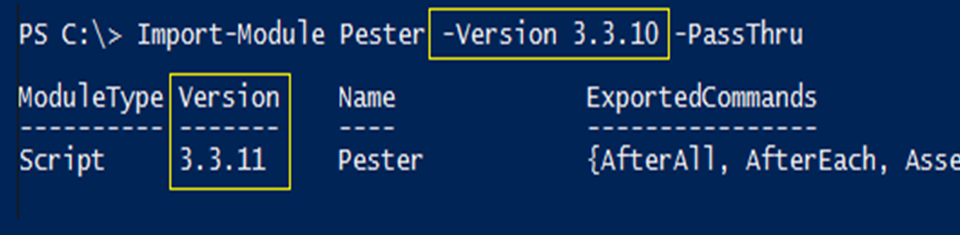 PS C:\> Import-Module Pester -Version 3.3.10 -PassThru
ModuleType Version Name ExportedCommands
---------- ------- ---- ----------------
Script 3.3.11 Pester {AfterAll, AfterEach, Asse